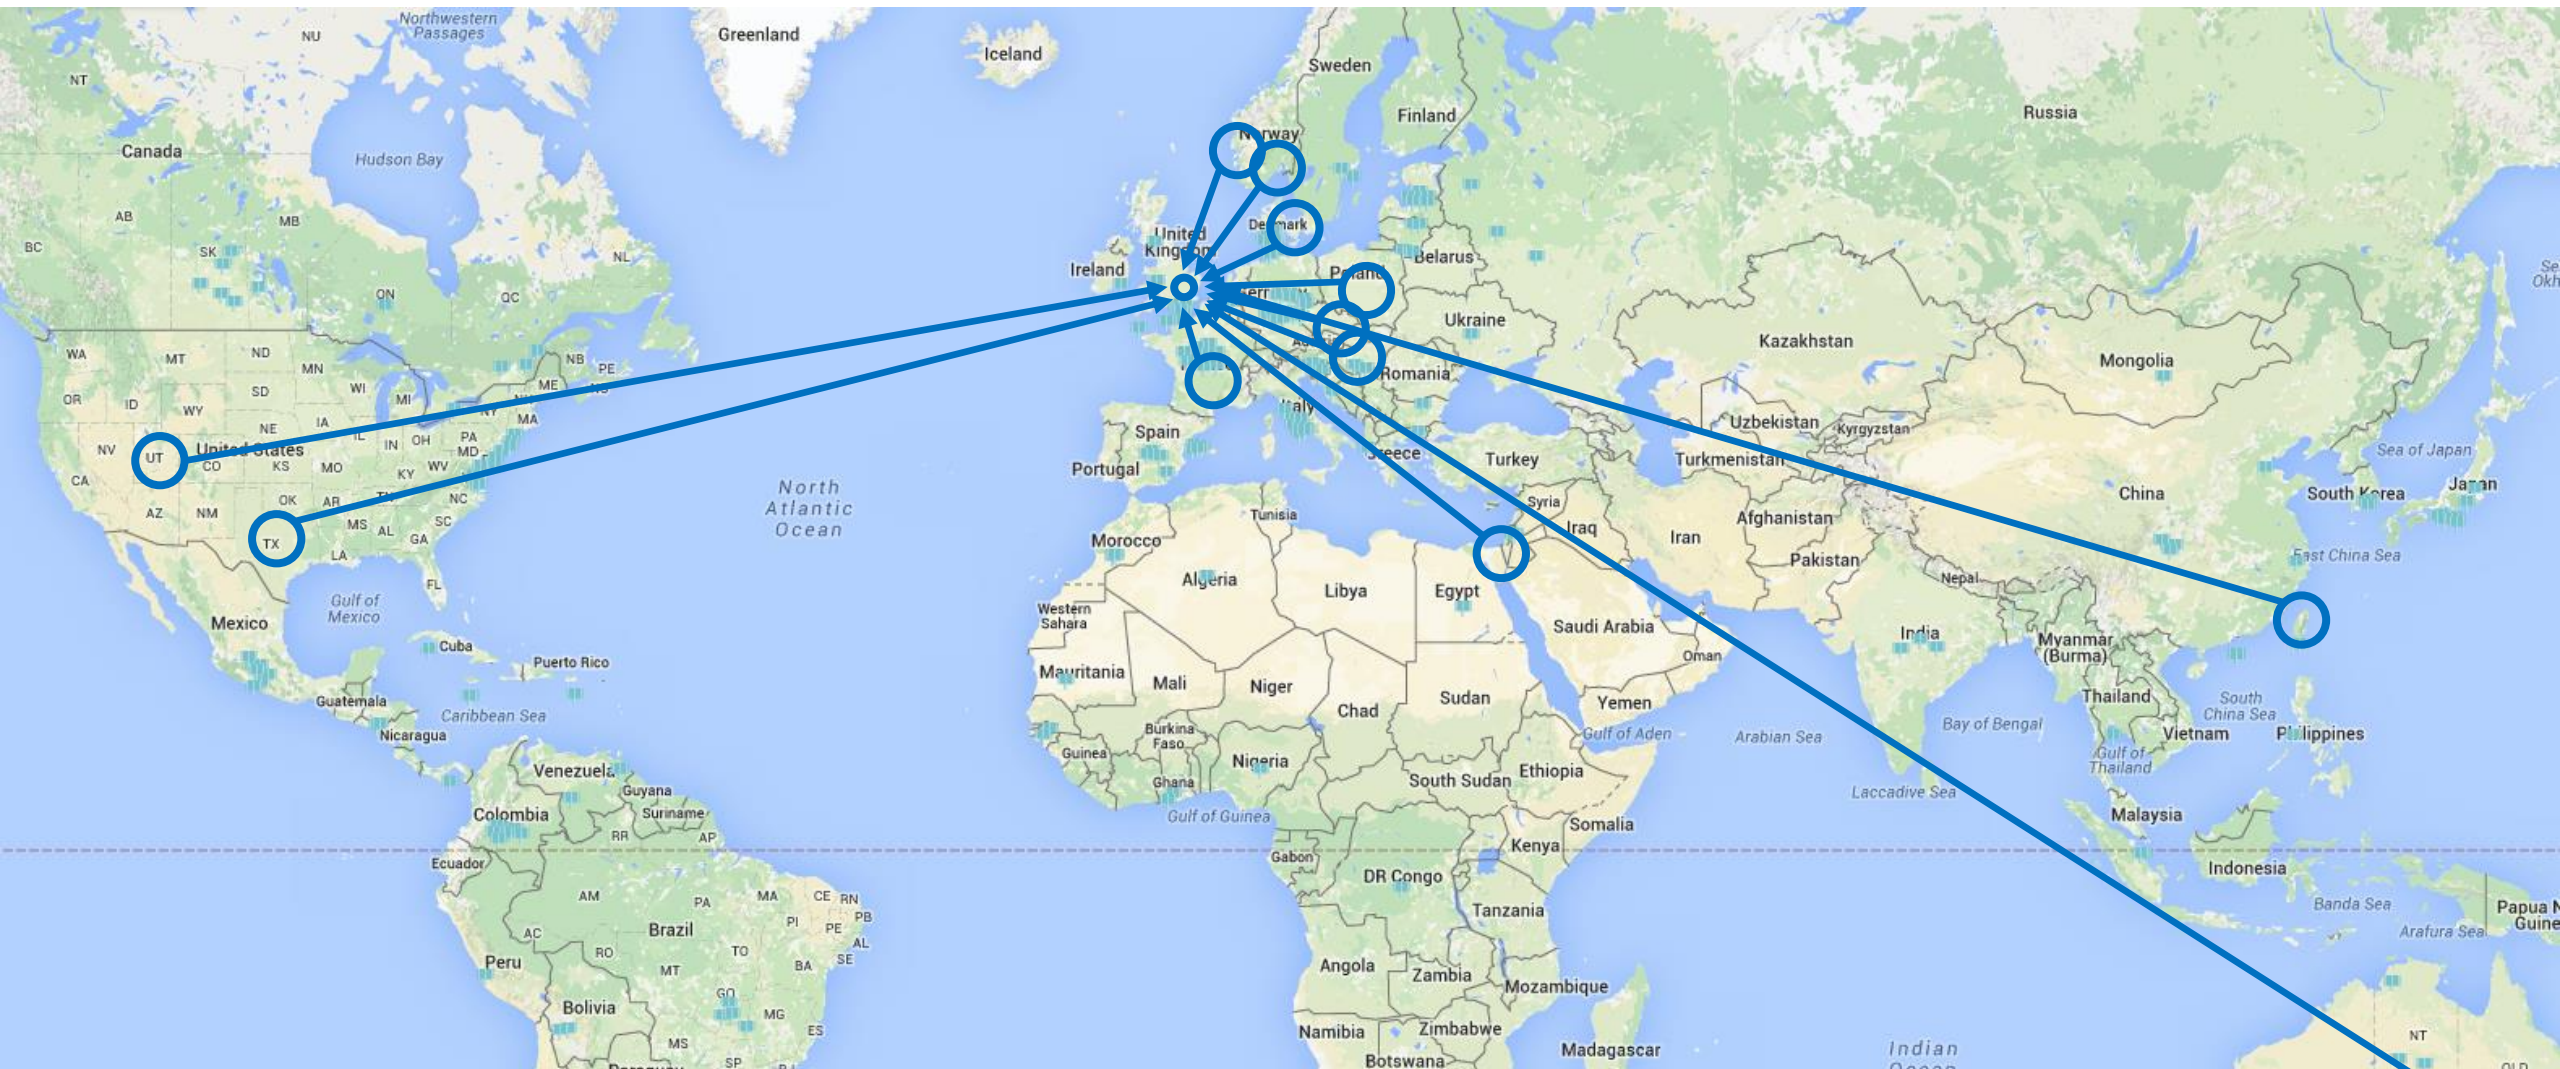 Northwestern
Passages
NU
Greenland
Iceland
Sweden
NT
Finland
Russia
Norway
Canada
Hudson Bay
AB
MB
BC
SK
NL
ON
QC
United
Kingdom
Denmark
Ireland
Belarus
Poland
Ukraine
Kazakhstan
Mongolia
WA
MT
ND
MN
NB
PE
OR
ID
WY
SD
WI
MI
ME
NY
MA
Romania
Italy
NE
IA
IL
IN
OH
PA
MD
NV
UT
United States
CO
KS
MO
KY
WV
Spain
Portugal
Greece
Turkey
Uzbekistan
Kyrgyzstan
Turkmenistan
Sea of Japan
China
South Korea
Japan
CA
AZ
NM
OK
AR
TN
NC
TX
MS
AL
GA
SC
LA
FL
North
Atlantic
Ocean
Tunisia
Syria
Iraq
Iran
Afghanistan
Pakistan
Nepal
East China Sea
Morocco
Algeria
Libya
Egypt
Western
Sahara
Saudi Arabia
India
Myanmar
(Burma)
Oman
Mexico
Gulf of
Mexico
Cuba
Puerto Rico
Guatemala
Caribbean Sea
Nicaragua
Mauritania
Mali
Niger
Chad
Sudan
Yemen
Thailand
South
China Sea
Burkina
Faso
Guinea
Nigeria
Ghana
Gulf of Guinea
South Sudan
Ethiopia
Gulf of Aden
Arabian Sea
Bay of Bengal
Vietnam
Philippines
Gulf of
Thailand
Laccadive Sea
Malaysia
Venezuela
Guyana
Suriname
Colombia
RR
AP
Ecuador
Somalia
Kenya
Gabon
DR Congo
Tanzania
Indonesia
Banda Sea
Arafura Sea
Papua N
Guine
AM
PA
MA
CE
RN
PB
PI
PE
AL
SE
AC
RO
Brazil
TO
BA
MT
Peru
Bolivia
GO
MG
ES
MS
SP
Angola
Zambia
Mozambique
Namibia
Zimbabwe
Botswana
Madagascar
Indian
NT